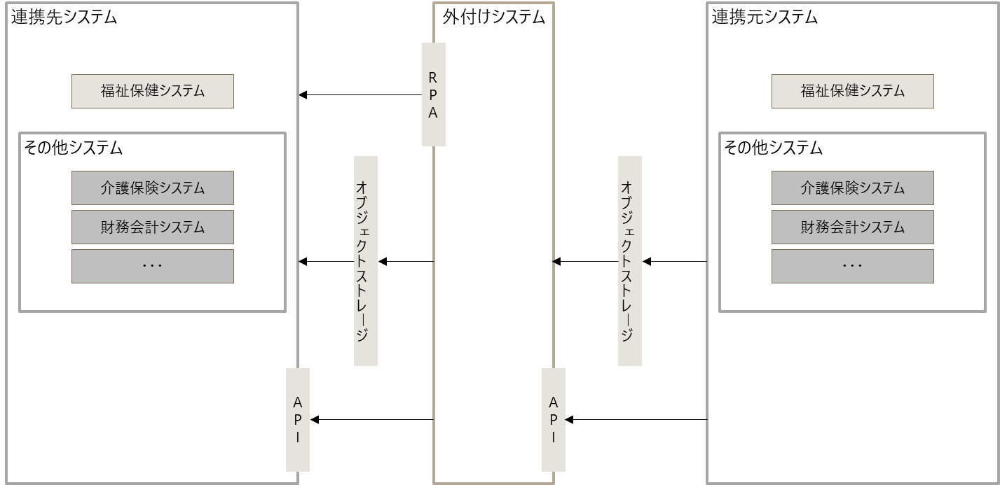 連携先システム
福祉保健システム
その他システム
介護保険システム
財務会計システム
・・・
RPA
オブジェクトストレージ
API
外付けシステム
オブジェクトストレージ
API
連携元システム
福祉保健システム
その他システム
介護保険システム
財務会計システム
・・・